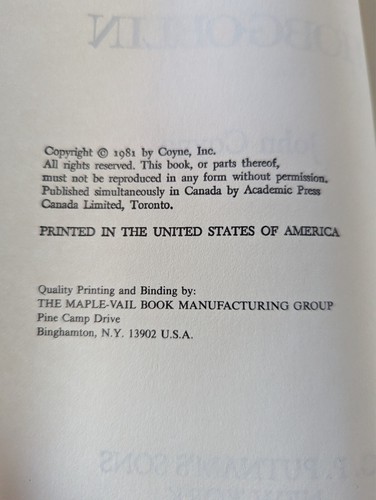 Copyright © 1981 by Coyne, Inc.
All rights reserved. This book, or parts thereof,
must not be reproduced in any form without permission.
Published simultaneously in Canada by Academic Press
Canada Limited, Toronto.
PRINTED IN THE UNITED STATES OF AMERICA
Quality Printing and Binding by:
THE MAPLE-VAIL BOOK MANUFACTURING GROUP
Pine Camp Drive
Binghamton, N.Y. 13902 U.S.A.